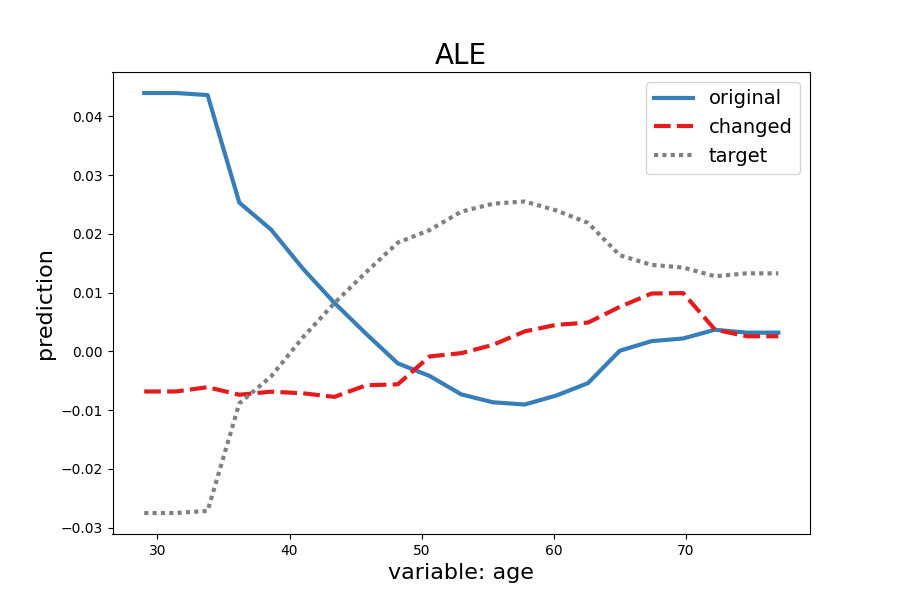 ALE
original
changed
target
0.04
0.03
0.02
0.01
0.00
−0.01
−0.02
−0.03
prediction
30 40 50 60 70
variable: age